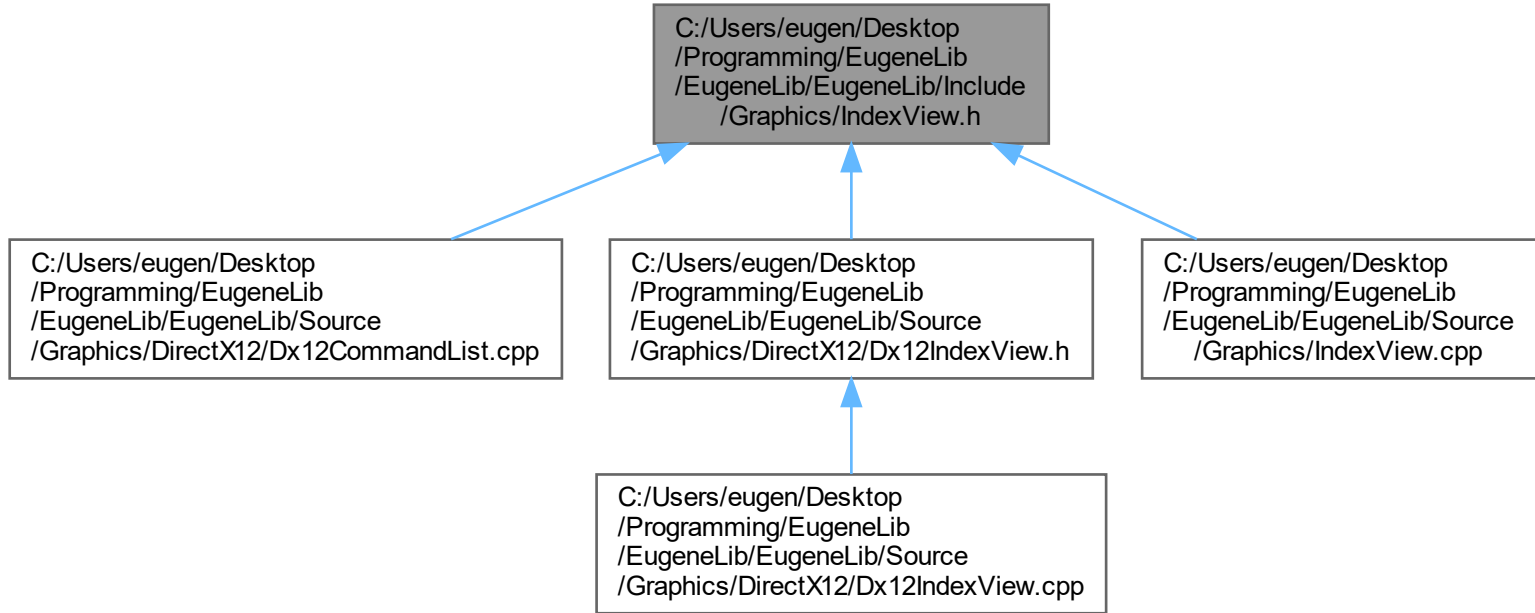 C:/Users/eugen/Desktop
/Programming/EugeneLib
/EugeneLib/EugeneLib/Include
/Graphics/IndexView.h
C:/Users/eugen/Desktop
/Programming/EugeneLib
/EugeneLib/EugeneLib/Source
/Graphics/DirectX12/Dx12CommandList.cpp
C:/Users/eugen/Desktop
/Programming/EugeneLib
/EugeneLib/EugeneLib/Source
/Graphics/DirectX12/Dx12IndexView.h
C:/Users/eugen/Desktop
/Programming/EugeneLib
/EugeneLib/EugeneLib/Source
/Graphics/IndexView.cpp
C:/Users/eugen/Desktop
/Programming/EugeneLib
/EugeneLib/EugeneLib/Source
/Graphics/DirectX12/Dx12IndexView.cpp